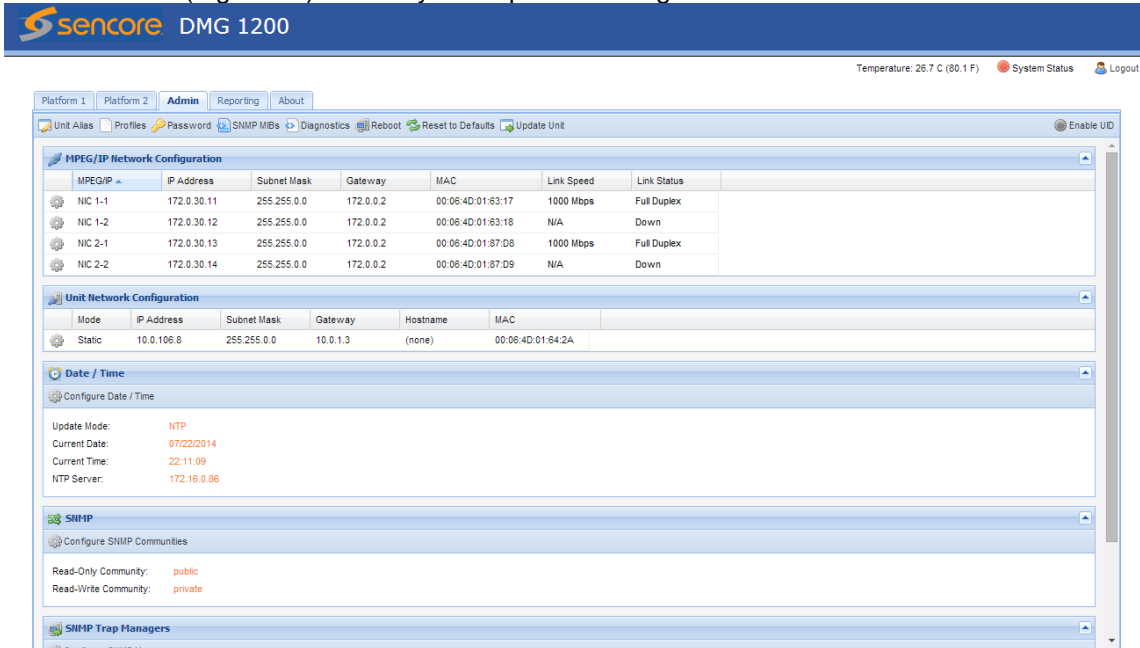 sencore DMG 1200
Temperature: 26.7 C (80.1 F) System Status Logout
Platform 1 Platform 2 Admin Reporting About
Unit Alias Profiles Password SNMP MIBs Diagnostics Reboot Reset to Defaults Update Unit Enable UID
MPEG/IP Network Configuration
MPEG/IP IP Address Subnet Mask Gateway MAC Link Speed Link Status
NIC 1-1 172.0.30.11 255.255.0.0 172.0.0.2 00:06:4D:01:63:17 1000 Mbps Full Duplex
NIC 1-2 172.0.30.12 255.255.0.0 172.0.0.2 00:06:4D:01:63:18 N/A Down
NIC 2-1 172.0.30.13 255.255.0.0 172.0.0.2 00:06:4D:01:87:D8 1000 Mbps Full Duplex
NIC 2-2 172.0.30.14 255.255.0.0 172.0.0.2 00:06:4D:01:87:D9 N/A Down
Unit Network Configuration
Mode IP Address Subnet Mask Gateway Hostname MAC
Static 10.0.106.8 255.255.0.0 10.0.1.3 (none) 00:06:4D:01:64:2A
Date / Time
Configure Date / Time
Update Mode: NTP
Current Date: 07/22/2014
Current Time: 22:11:09
NTP Server: 172.16.0.86
SNMP
Configure SNMP Communities
Read-Only Community: public
Read-Write Community: private
SNMP Trap Managers